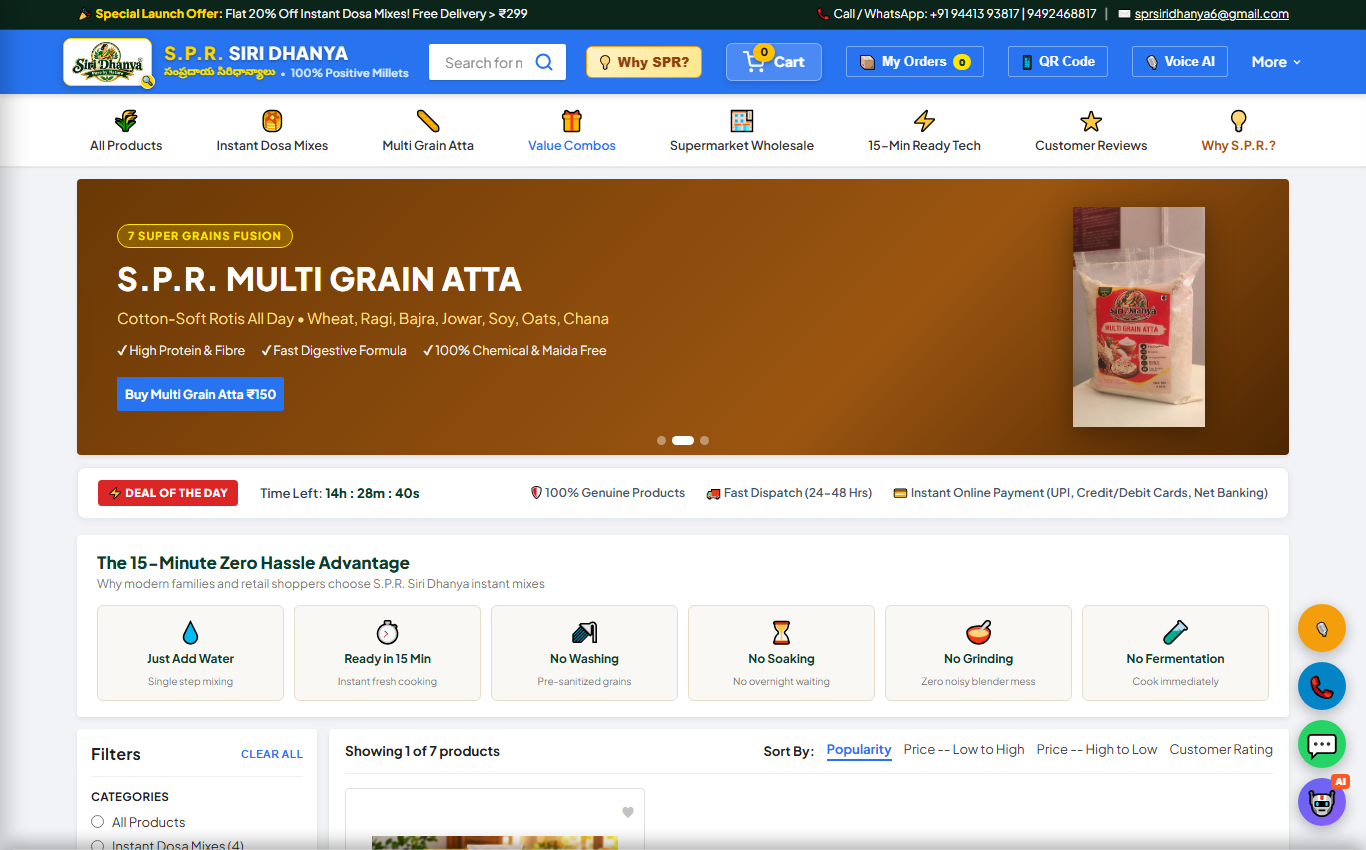 Special Launch Offer: Flat 20% Off Instant Dosa Mixes! Free Delivery > ₹299
Call / WhatsApp: +91 94413 93817 | 9492468817 | sprsiridhanya6@gmail.com
Siri Dhanya
S.P.R. SIRI DHANYA
సంప్రదాయ సిరిధాన్యాలు • 100% Positive Millets
Search for n
Why SPR?
0
Cart
My Orders 0
QR Code
Voice AI
More
All Products
Instant Dosa Mixes
Multi Grain Atta
Value Combos
Supermarket Wholesale
15-Min Ready Tech
Customer Reviews
Why S.P.R.?
7 SUPER GRAINS FUSION
S.P.R. MULTI GRAIN ATTA
Cotton-Soft Rotis All Day • Wheat, Ragi, Bajra, Jowar, Soy, Oats, Chana
✓ High Protein & Fibre ✓ Fast Digestive Formula ✓ 100% Chemical & Maida Free
Buy Multi Grain Atta ₹150
Siri Dhanya
MULTI GRAIN ATTA
DEAL OF THE DAY
Time Left: 14h : 28m : 40s
100% Genuine Products
Fast Dispatch (24-48 Hrs)
Instant Online Payment (UPI, Credit/Debit Cards, Net Banking)
The 15-Minute Zero Hassle Advantage
Why modern families and retail shoppers choose S.P.R. Siri Dhanya instant mixes
Just Add Water
Single step mixing
Ready in 15 Min
Instant fresh cooking
No Washing
Pre-sanitized grains
No Soaking
No overnight waiting
No Grinding
Zero noisy blender mess
No Fermentation
Cook immediately
Filters
CLEAR ALL
CATEGORIES
All Products
Instant Dosa Mixes (4)
Showing 1 of 7 products
Sort By: Popularity Price -- Low to High Price -- High to Low Customer Rating
AI